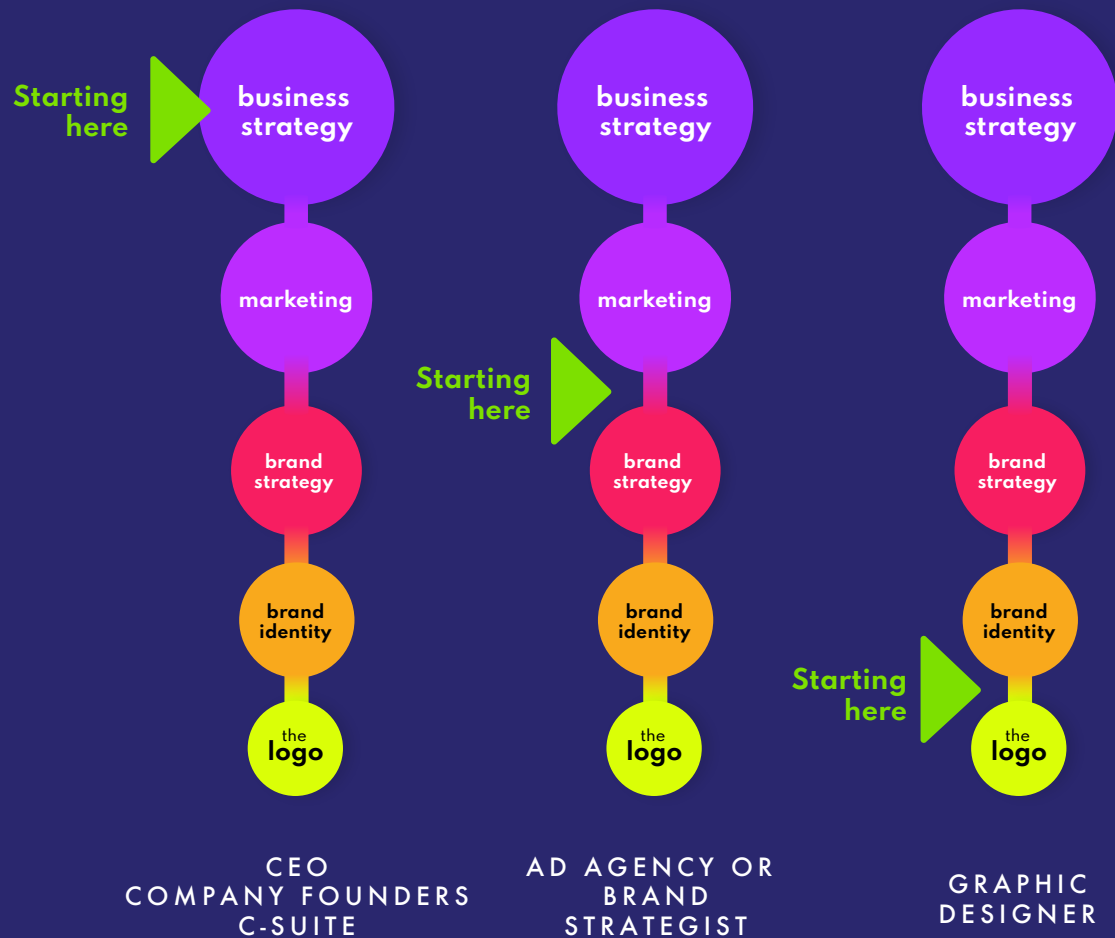 Starting
here
business
strategy
marketing
brand
strategy
brand
identity
the
logo
CEO
COMPANY FOUNDERS
C-SUITE
business
strategy
marketing
Starting
here
brand
strategy
brand
identity
the
logo
AD AGENCY OR
BRAND
STRATEGIST
business
strategy
marketing
brand
strategy
brand
identity
Starting
here
the
logo
GRAPHIC
DESIGNER